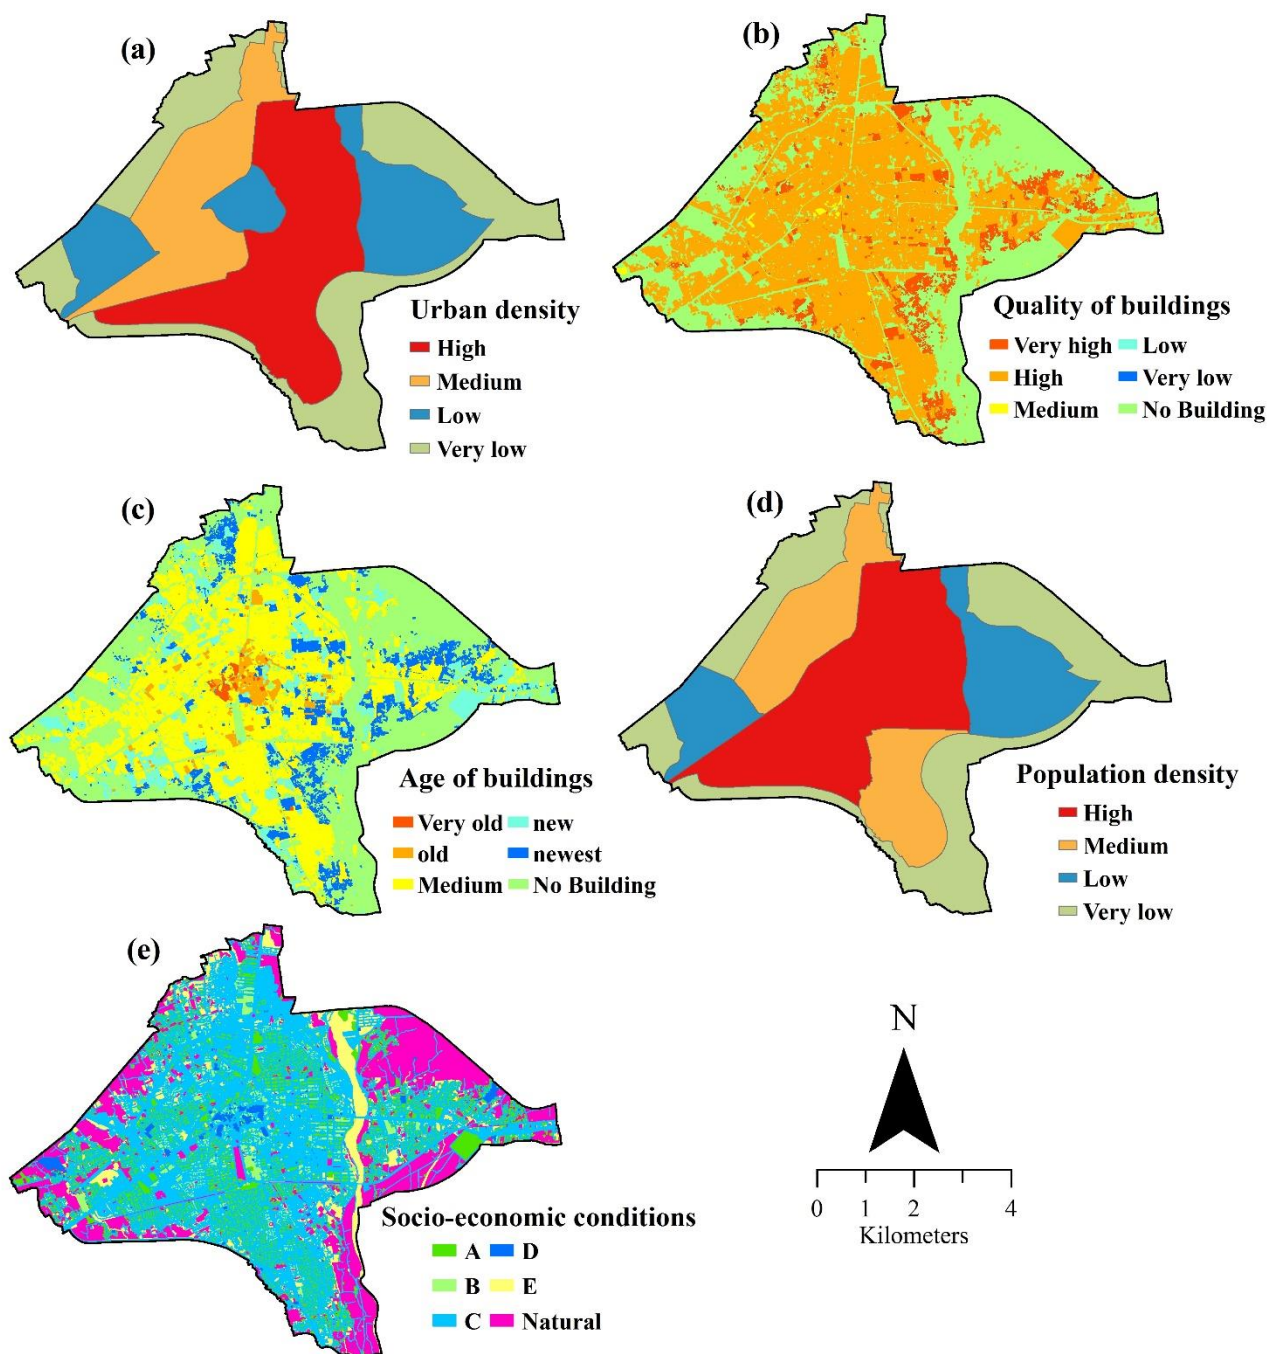 (a)
Urban density
High
Medium
Low
Very low
(b)
Quality of buildings
Very high Low
High Very low
Medium No Building
(c)
Age of buildings
Very old new
old newest
Medium No Building
(d)
Population density
High
Medium
Low
Very low
(e)
Socio-economic conditions
A D
B E
C Natural
N
0 1 2 4
Kilometers